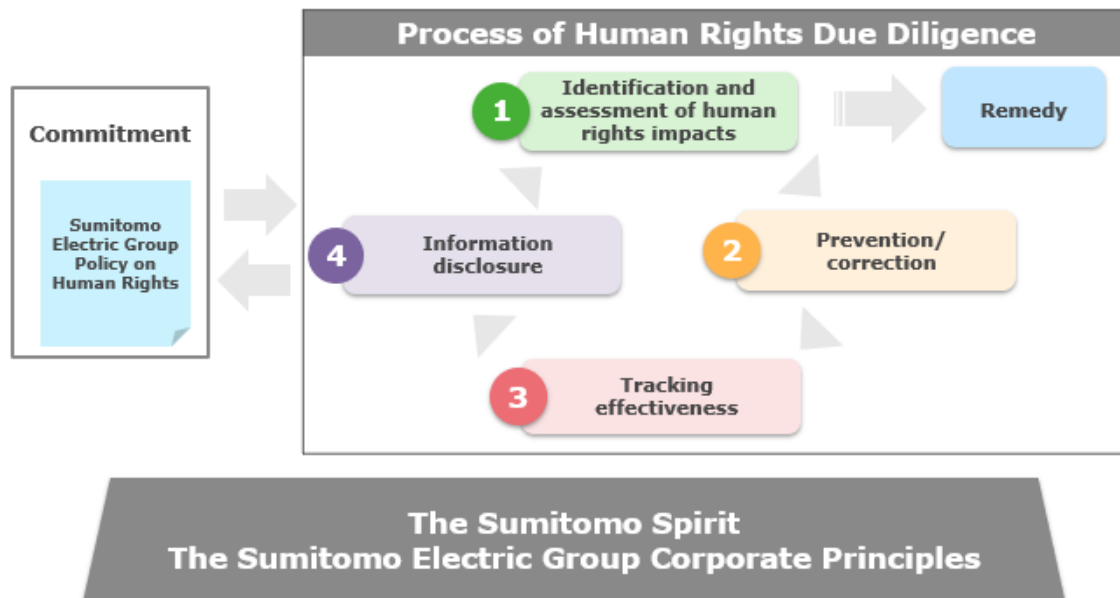 Process of Human Rights Due Diligence
Commitment
Sumitomo
Electric Group
Policy on
Human Rights
1
Identification and
assessment of human
rights impacts
Remedy
2
Prevention/
correction
3
Tracking
effectiveness
4
Information
disclosure
The Sumitomo Spirit
The Sumitomo Electric Group Corporate Principles